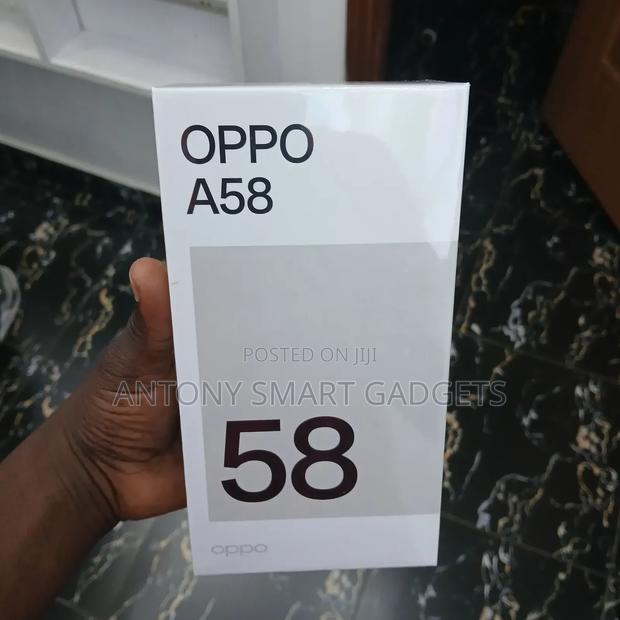 OPPO
A58
POSTED ON JIJI
ANTONY SMART GADGETS
58
oppo